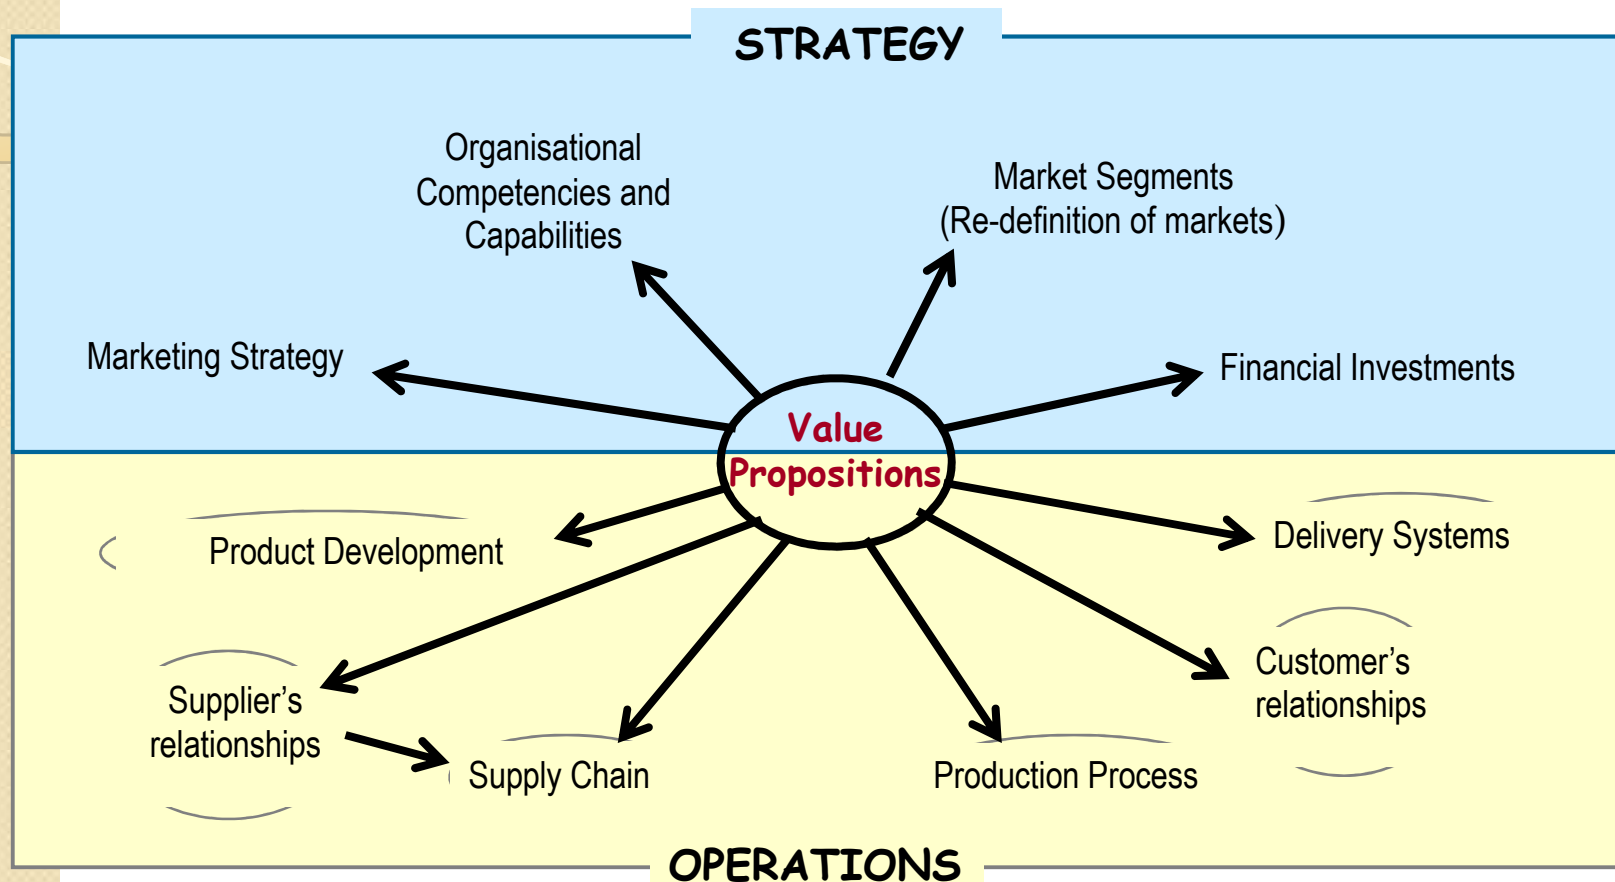 STRATEGY
Organisational
Competencies and
Capabilities
Market Segments
(Re-definition of markets)
Marketing Strategy
Financial Investments
Value
Propositions
Product Development
Delivery Systems
Supplier's
relationships
Customer's
relationships
Supply Chain
Production Process
OPERATIONS